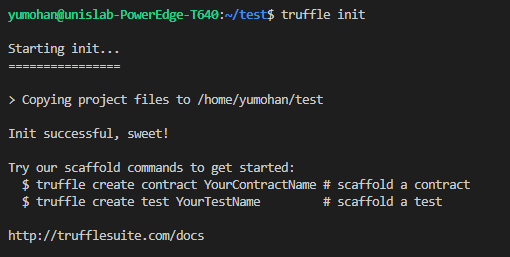 yumohan@unislab-PowerEdge-T640:~/test$ truffle init
Starting init...
================
> Copying project files to /home/yumohan/test
Init successful, sweet!
Try our scaffold commands to get started:
  $ truffle create contract YourContractName # scaffold a contract
  $ truffle create test YourTestName         # scaffold a test
http://trufflesuite.com/docs